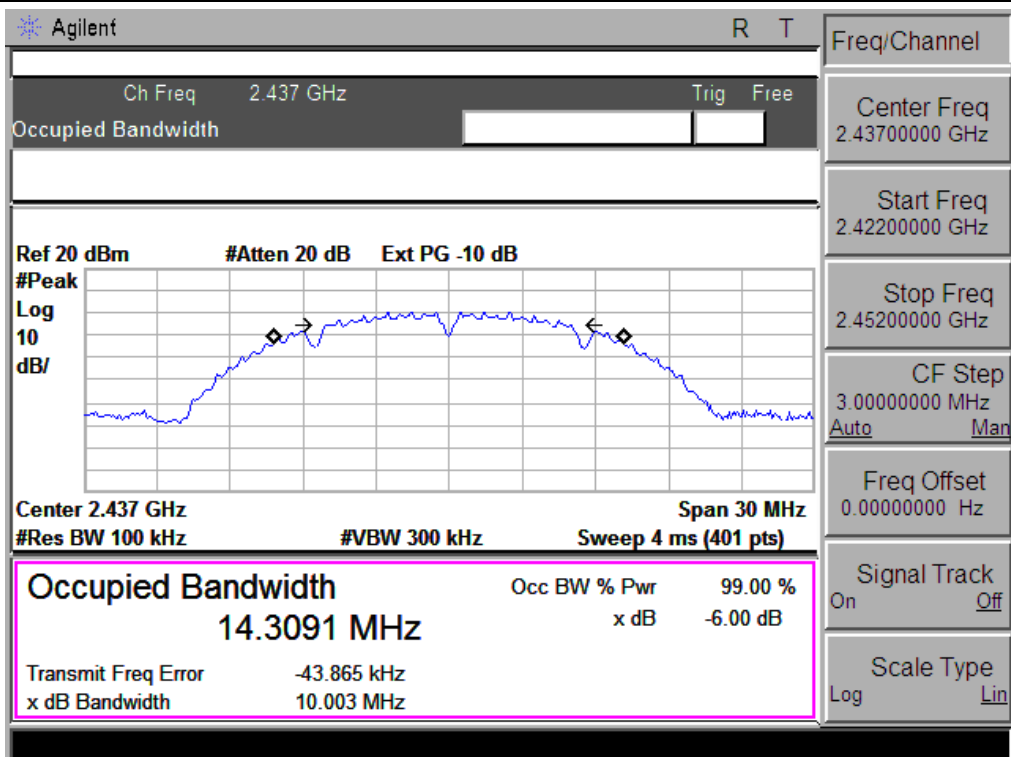 Agilent R T
Ch Freq 2.437 GHz Trig Free
Occupied Bandwidth
Ref 20 dBm #Atten 20 dB Ext PG -10 dB
#Peak
Log
10
dB/
Center 2.437 GHz Span 30 MHz
#Res BW 100 kHz #VBW 300 kHz Sweep 4 ms (401 pts)
Occupied Bandwidth
14.3091 MHz
Occ BW % Pwr 99.00 %
x dB -6.00 dB
Transmit Freq Error -43.865 kHz
x dB Bandwidth 10.003 MHz
Freq/Channel
Center Freq
2.43700000 GHz
Start Freq
2.42200000 GHz
Stop Freq
2.45200000 GHz
CF Step
3.00000000 MHz
Auto Man
Freq Offset
0.00000000 Hz
Signal Track
On Off
Scale Type
Log Lin